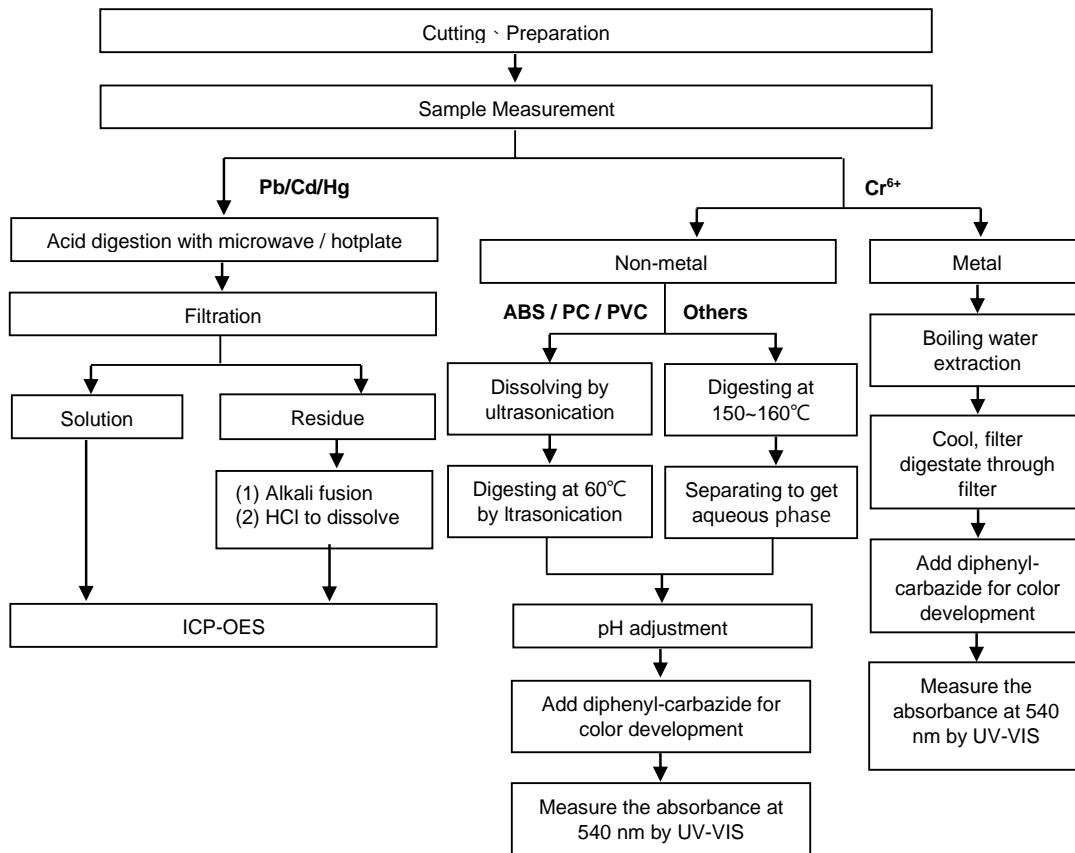 Cutting、Preparation
Sample Measurement
Pb/Cd/Hg
Cr⁶⁺
Acid digestion with microwave / hotplate
Filtration
Solution
Residue
(1) Alkali fusion
(2) HCl to dissolve
ICP-OES
Non-metal
ABS / PC / PVC
Others
Dissolving by
ultrasonication
Digesting at
150~160℃
Digesting at 60℃
by Itrasonication
Separating to get
aqueous phase
pH adjustment
Add diphenyl-carbazide for
color development
Measure the absorbance at
540 nm by UV-VIS
Metal
Boiling water
extraction
Cool, filter
digestate through
filter
Add diphenyl-
carbazide for color
development
Measure the
absorbance at 540
nm by UV-VIS